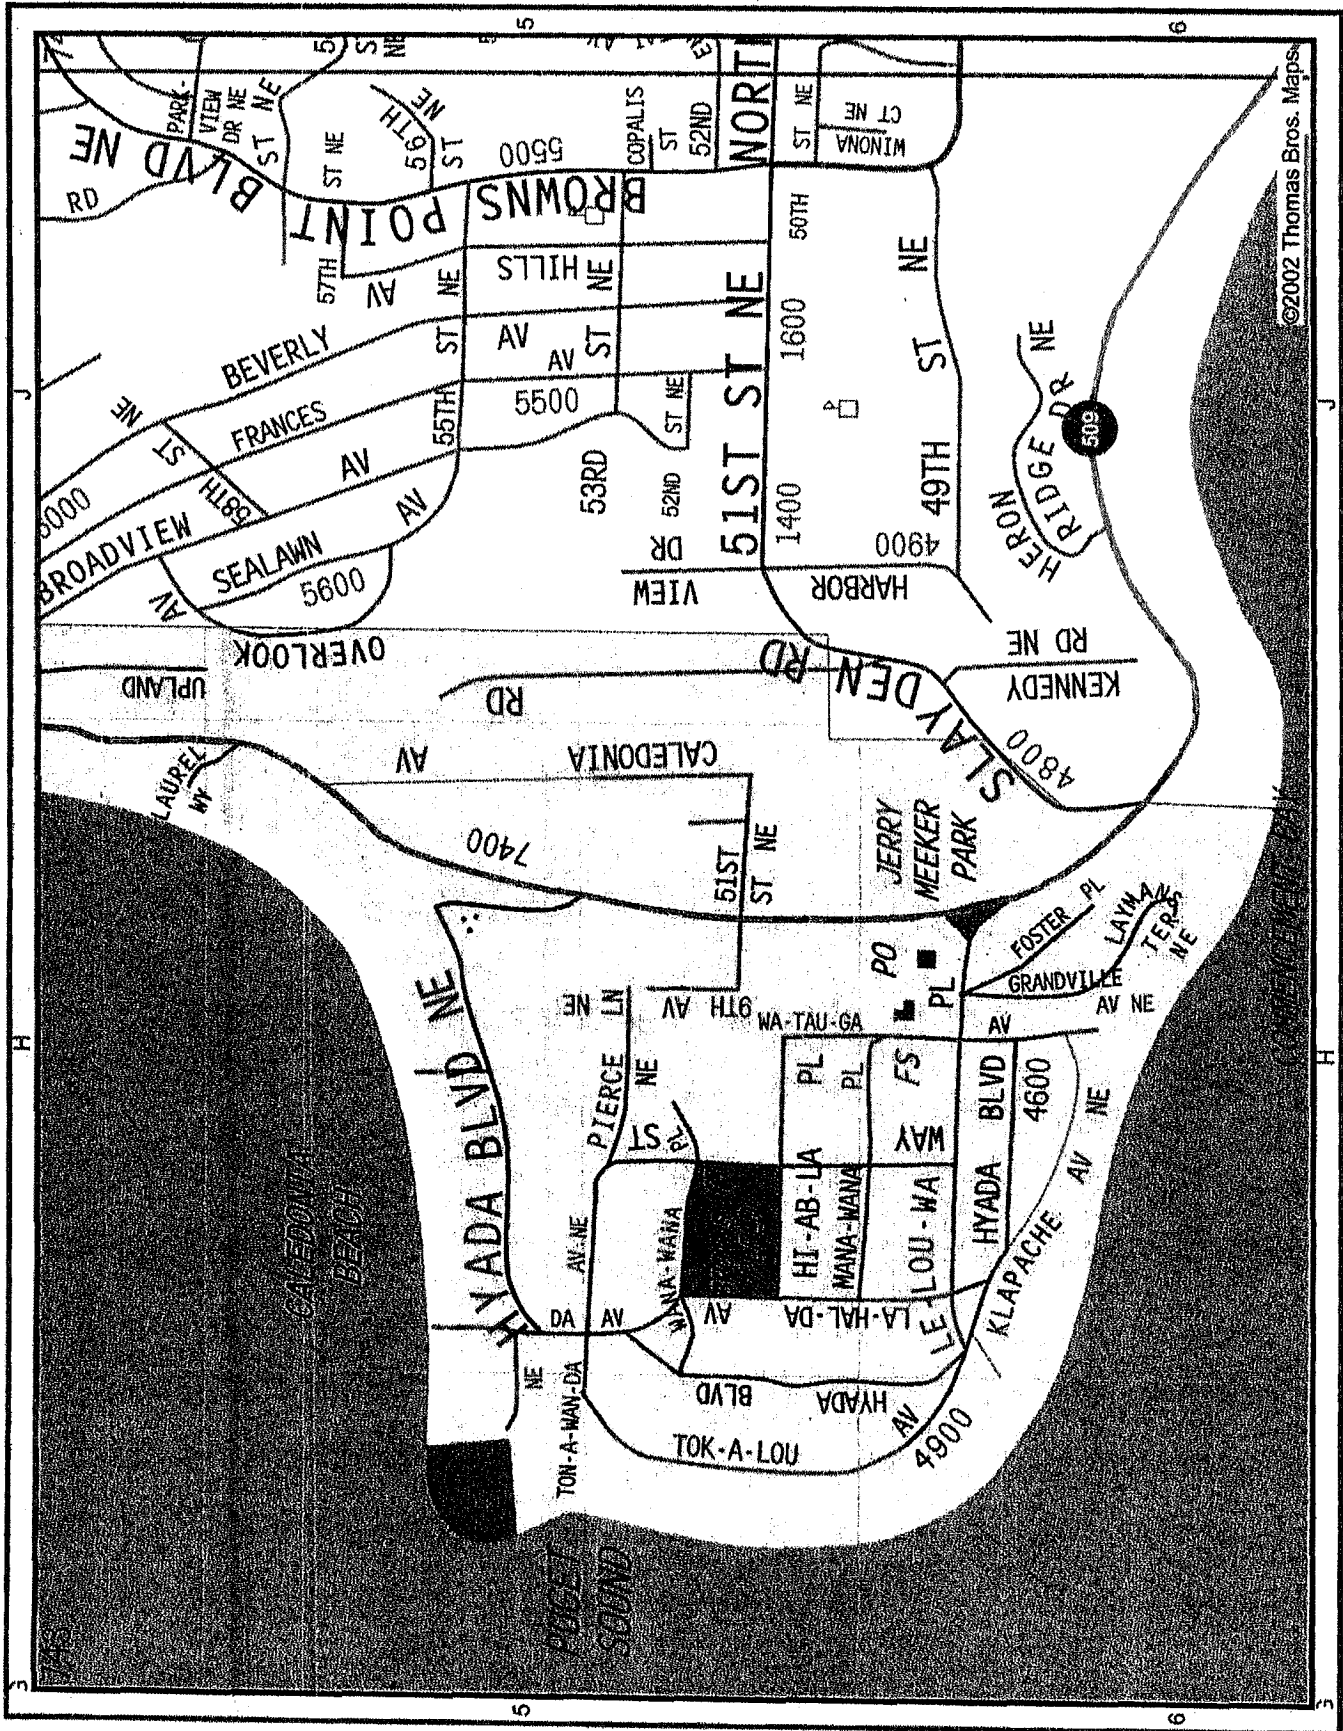 5
6
J
H
5
6
J
H
©2002 Thomas Bros. Maps
PARK-
VIEW
DR NE
ST NE
BLVD NE
RD
ST NE
56TH
NE
ST
5500
COPALIS
ST
52ND
NORTH
ST NE
CT NE
WINONA
BROWNS
POINT
57TH
AV
NE
HILLS
NE
50TH
NE
BEVERLY
ST
AV
AV
ST
51ST ST NE
1600
ST
NE
ST
FRANCES
55TH
5500
ST NE
HERON
RIDGE DR NE
509
58TH
AV
53RD
52ND
1400
49TH
BROADVIEW
SEALAWN
AV
DR
4900
AV
5600
VIEW
HARBOR
OVERLOOK
RD NE
UPLAND
RD
SLAYDEN RD
KENNEDY
4800
LAUREL
WY
AV
CALEDONIA
7400
51ST
ST NE
JERRY
MEEKER
PARK
FOSTER PL
LAYMAN
TERR
NE
HYADA BLVD NE
LN
NE
9TH AV
WA-TAU-GA
PO
PL
GRANDVILLE
AV NE
AV
PIERCE
NE
PL
PL
FS
BLVD
4600
ST
PL
WAY
NE
CALEDONIA
BEACH
AV NE
WANA-WANA
HI-AB-LA
MANA-WANA
LE-LOU-WA
HYADA
KLAPACHE
AV
DA
AV
AV
LA-HAL-DA
NE
TON-A-WAN-DA
BLVD
HYADA
TOK-A-LOU
AV
4900
PUGET
SOUND